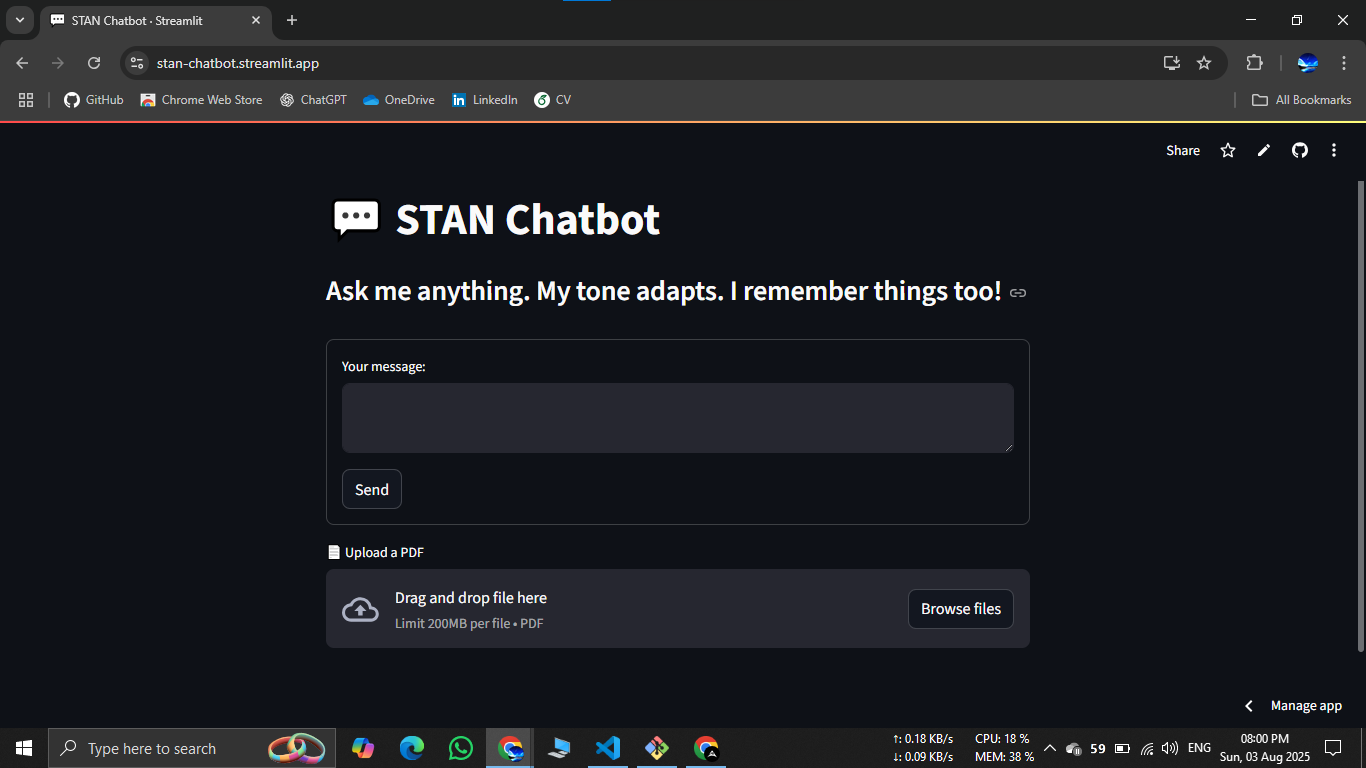 STAN Chatbot · Streamlit
stan-chatbot.streamlit.app
GitHub
Chrome Web Store
ChatGPT
OneDrive
LinkedIn
CV
All Bookmarks
Share
STAN Chatbot
Ask me anything. My tone adapts. I remember things too!
Your message:
Send
Upload a PDF
Drag and drop file here
Limit 200MB per file • PDF
Browse files
Manage app
Type here to search
↑: 0.18 KB/s
↓: 0.09 KB/s
CPU: 18 %
MEM: 38 %
59
ENG
08:00 PM
Sun, 03 Aug 2025